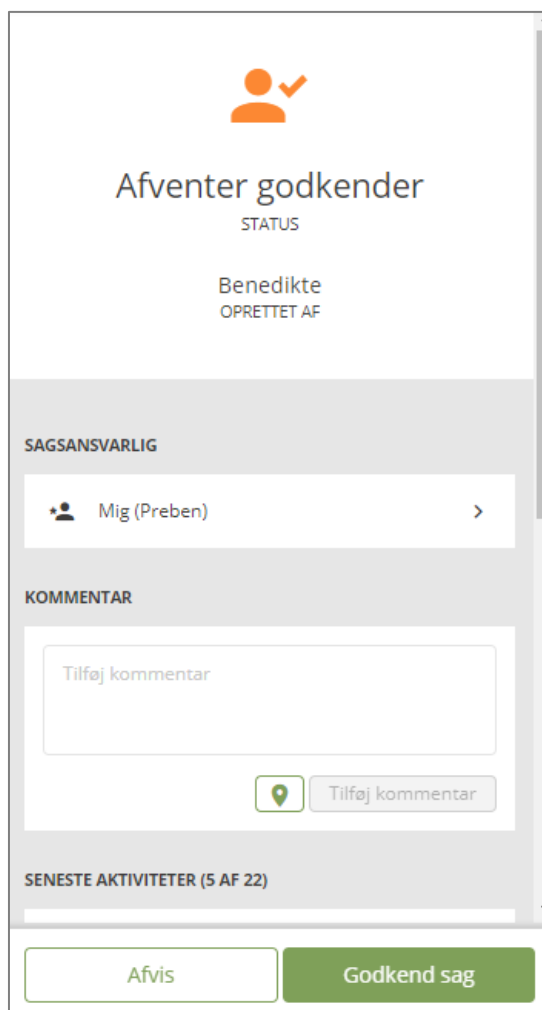 Afventer godkender
STATUS
Benedikte
OPRETTET AF
SAGSANSVARLIG
Mig (Preben)
KOMMENTAR
Tilføj kommentar
Tilføj kommentar
SENESTE AKTIVITETER (5 AF 22)
Afvis
Godkend sag